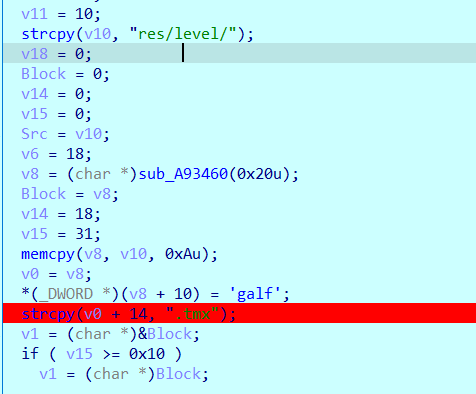 v11 = 10;
strcpy(v10, "res/level/");
v18 = 0;
Block = 0;
v14 = 0;
v15 = 0;
Src = v10;
v6 = 18;
v8 = (char *)sub_A93460(0x20u);
Block = v8;
v14 = 18;
v15 = 31;
memcpy(v8, v10, 0xAu);
v0 = v8;
*(_DWORD *)(v8 + 10) = 'galf';
strcpy(v0 + 14, ".lmx");
v1 = (char *)&Block;
if ( v15 >= 0x10 )
v1 = (char *)Block;